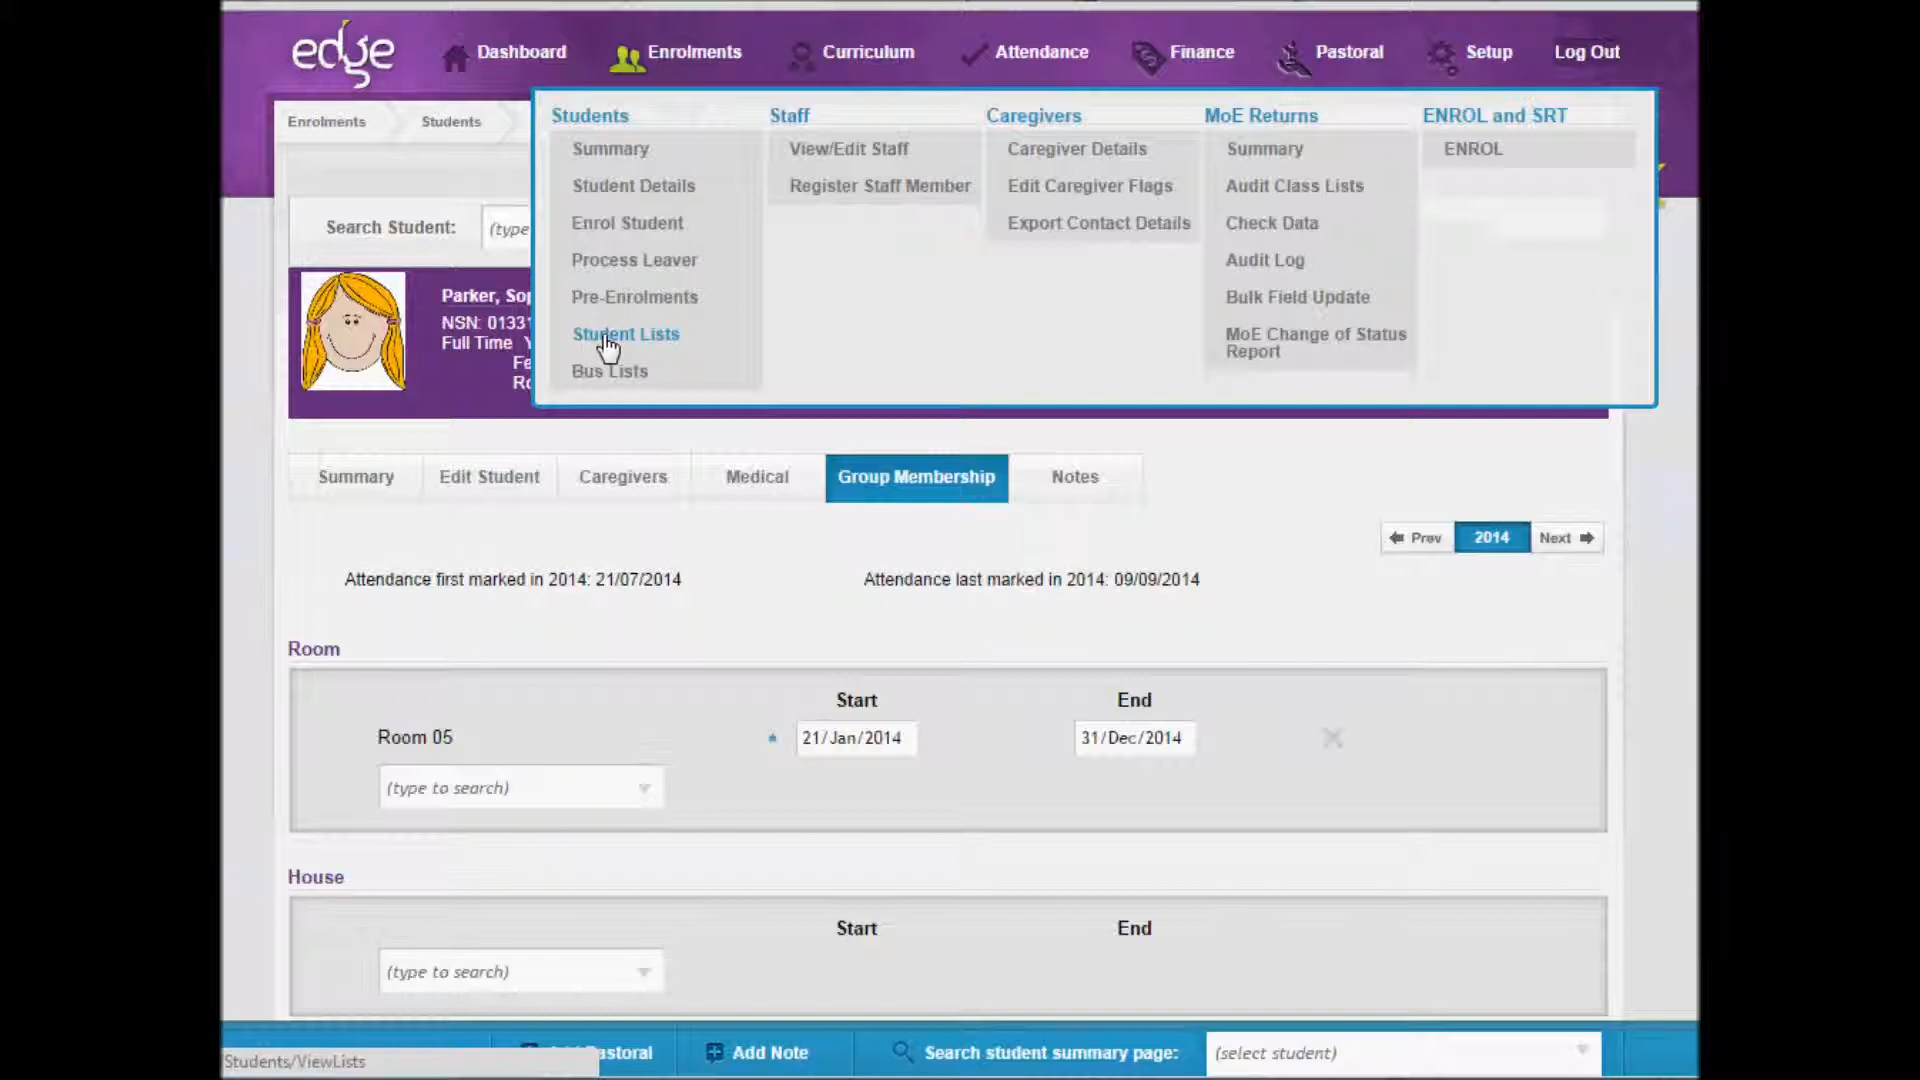 edge
Dashboard
Enrolments
Curriculum
Attendance
Finance
Pastoral
Setup
Log Out
Enrolments
Students
Students
Summary
Student Details
Enrol Student
Process Leaver
Pre-Enrolments
Student Lists
Bus Lists
Staff
View/Edit Staff
Register Staff Member
Caregivers
Caregiver Details
Edit Caregiver Flags
Export Contact Details
MoE Returns
Summary
Audit Class Lists
Check Data
Audit Log
Bulk Field Update
MoE Change of Status
Report
ENROL and SRT
ENROL
Search Student:
(type
Parker, Sop
NSN: 0133
Full Time Y
Fe
Ro
Summary
Edit Student
Caregivers
Medical
Group Membership
Notes
Prev
2014
Next
Attendance first marked in 2014: 21/07/2014
Attendance last marked in 2014: 09/09/2014
Room
Start
End
Room 05
*
21/Jan/2014
31/Dec/2014
(type to search)
House
Start
End
(type to search)
Pastoral
Add Note
Search student summary page:
(select student)
Students/ViewLists